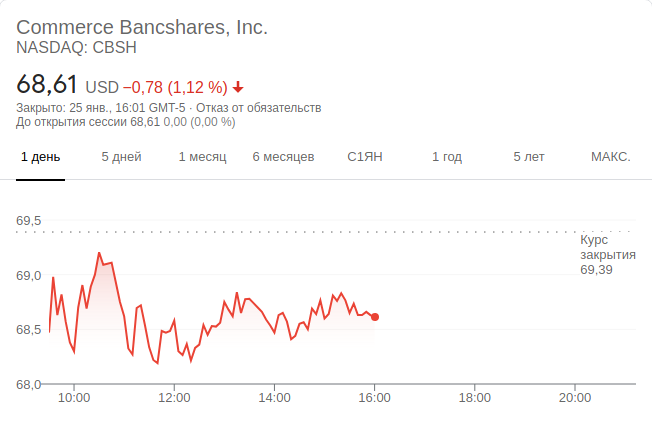 Commerce Bancshares, Inc.
NASDAQ: CBSH
68,61 USD −0,78 (1,12 %)
Закрыто: 25 янв., 16:01 GMT-5 · Отказ от обязательств
До открытия сессии 68,61 0,00 (0,00 %)
1 день 5 дней 1 месяц 6 месяцев С1ЯН 1 год 5 лет МАКС.
69,5
Курс
закрытия
69,39
69,0
68,5
68,0
10:00 12:00 14:00 16:00 18:00 20:00